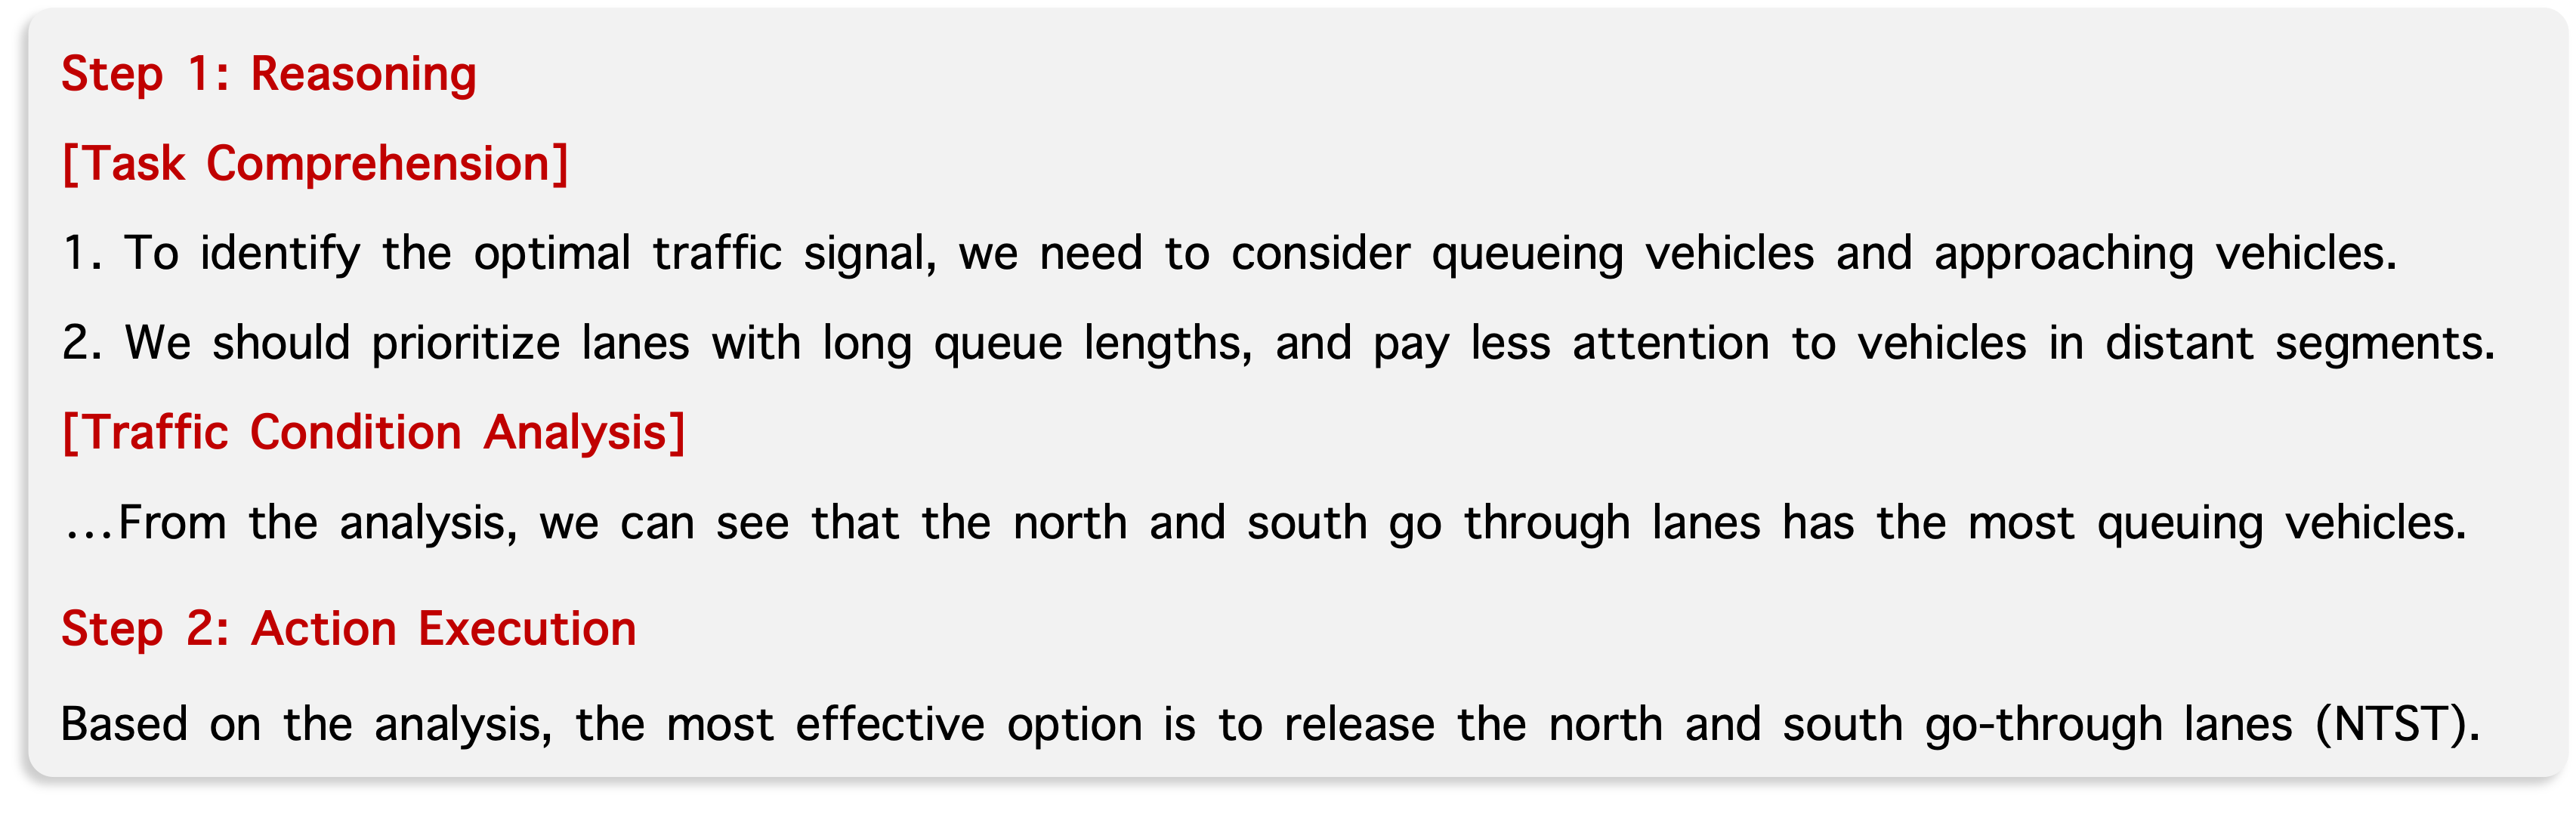 Step 1: Reasoning
[Task Comprehension]
1. To identify the optimal traffic signal, we need to consider queueing vehicles and approaching vehicles.
2. We should prioritize lanes with long queue lengths, and pay less attention to vehicles in distant segments.
[Traffic Condition Analysis]
...From the analysis, we can see that the north and south go through lanes has the most queuing vehicles.
Step 2: Action Execution
Based on the analysis, the most effective option is to release the north and south go-through lanes (NTST).